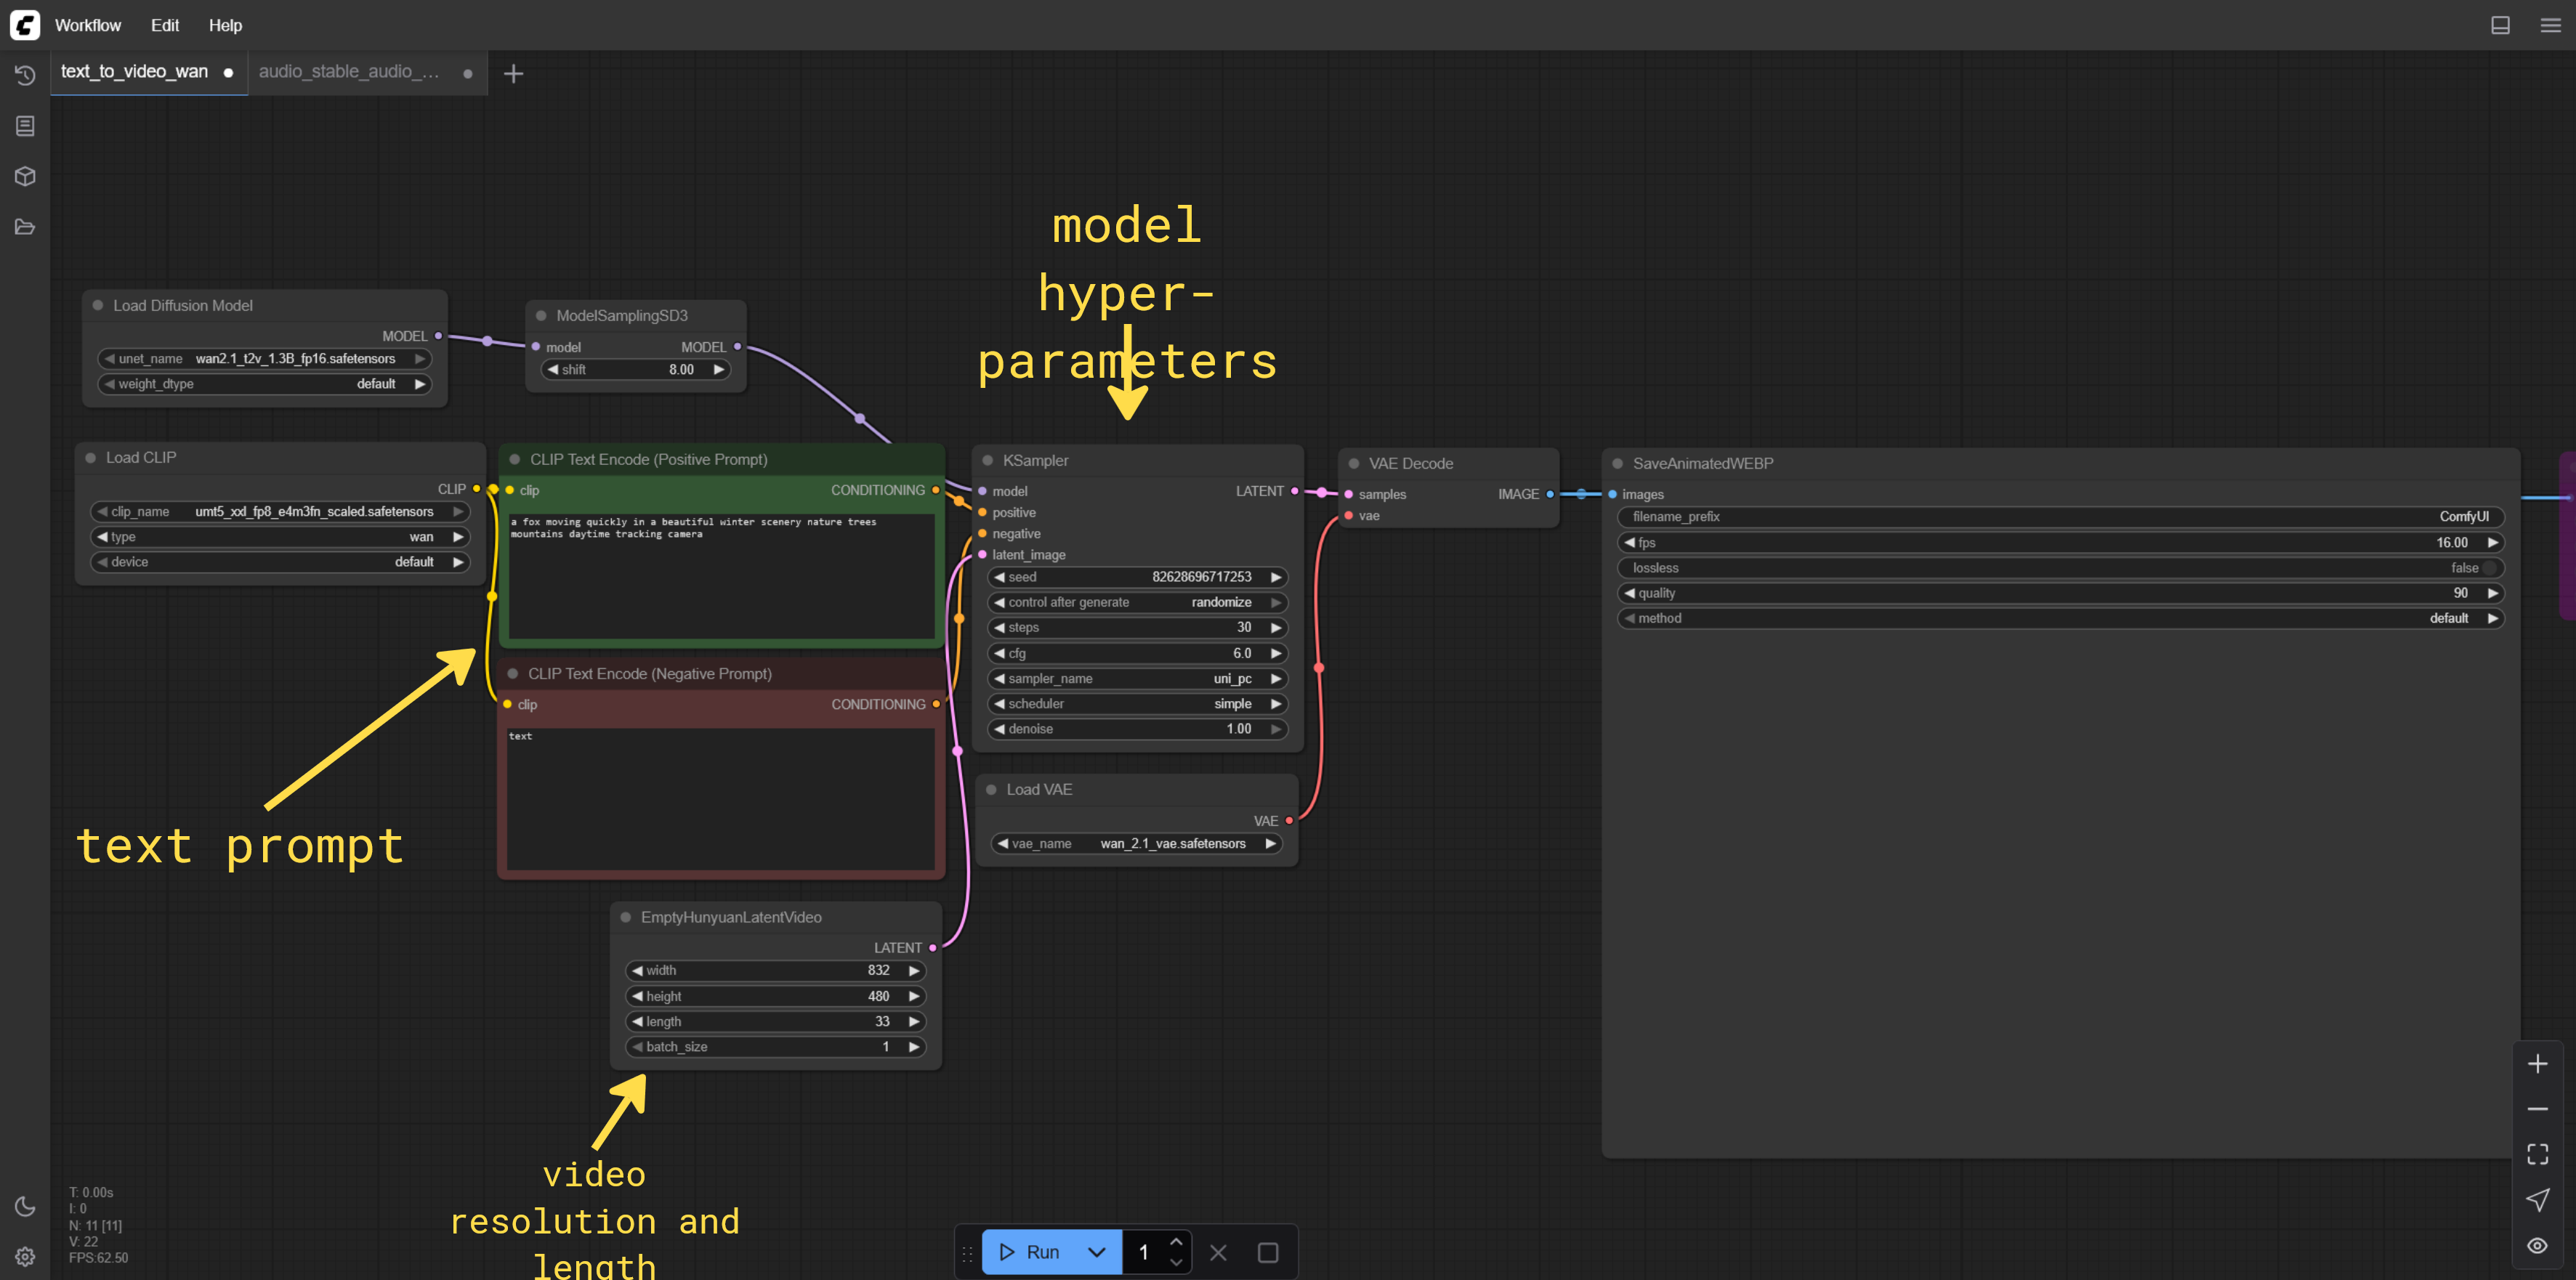 Workflow Edit Help
text_to_video_wan audio_stable_audio_...
model
hyper-
parameters
Load Diffusion Model
MODEL
unet_name wan2.1_t2v_1.3B_fp16.safetensors
weight_dtype default
ModelSamplingSD3
model MODEL
shift 8.00
Load CLIP
CLIP
clip_name umt5_xxl_fp8_e4m3fn_scaled.safetensors
type wan
device default
CLIP Text Encode (Positive Prompt)
clip CONDITIONING
a fox moving quickly in a beautiful winter scenery nature trees
mountains daytime tracking camera
CLIP Text Encode (Negative Prompt)
clip CONDITIONING
text
KSampler
model LATENT
positive
negative
latent_image
seed 82628696717253
control after generate randomize
steps 30
cfg 6.0
sampler_name uni_pc
scheduler simple
denoise 1.00
Load VAE
VAE
vae_name wan_2.1_vae.safetensors
VAE Decode
samples IMAGE
vae
SaveAnimatedWEBP
images
filename_prefix ComfyUI
fps 16.00
lossless false
quality 90
method default
text prompt
EmptyHunyuanLatentVideo
LATENT
width 832
height 480
length 33
batch_size 1
video
resolution and
length
T: 0.00s
I: 0
N: 11 [11]
V: 22
FPS:62.50
Run 1